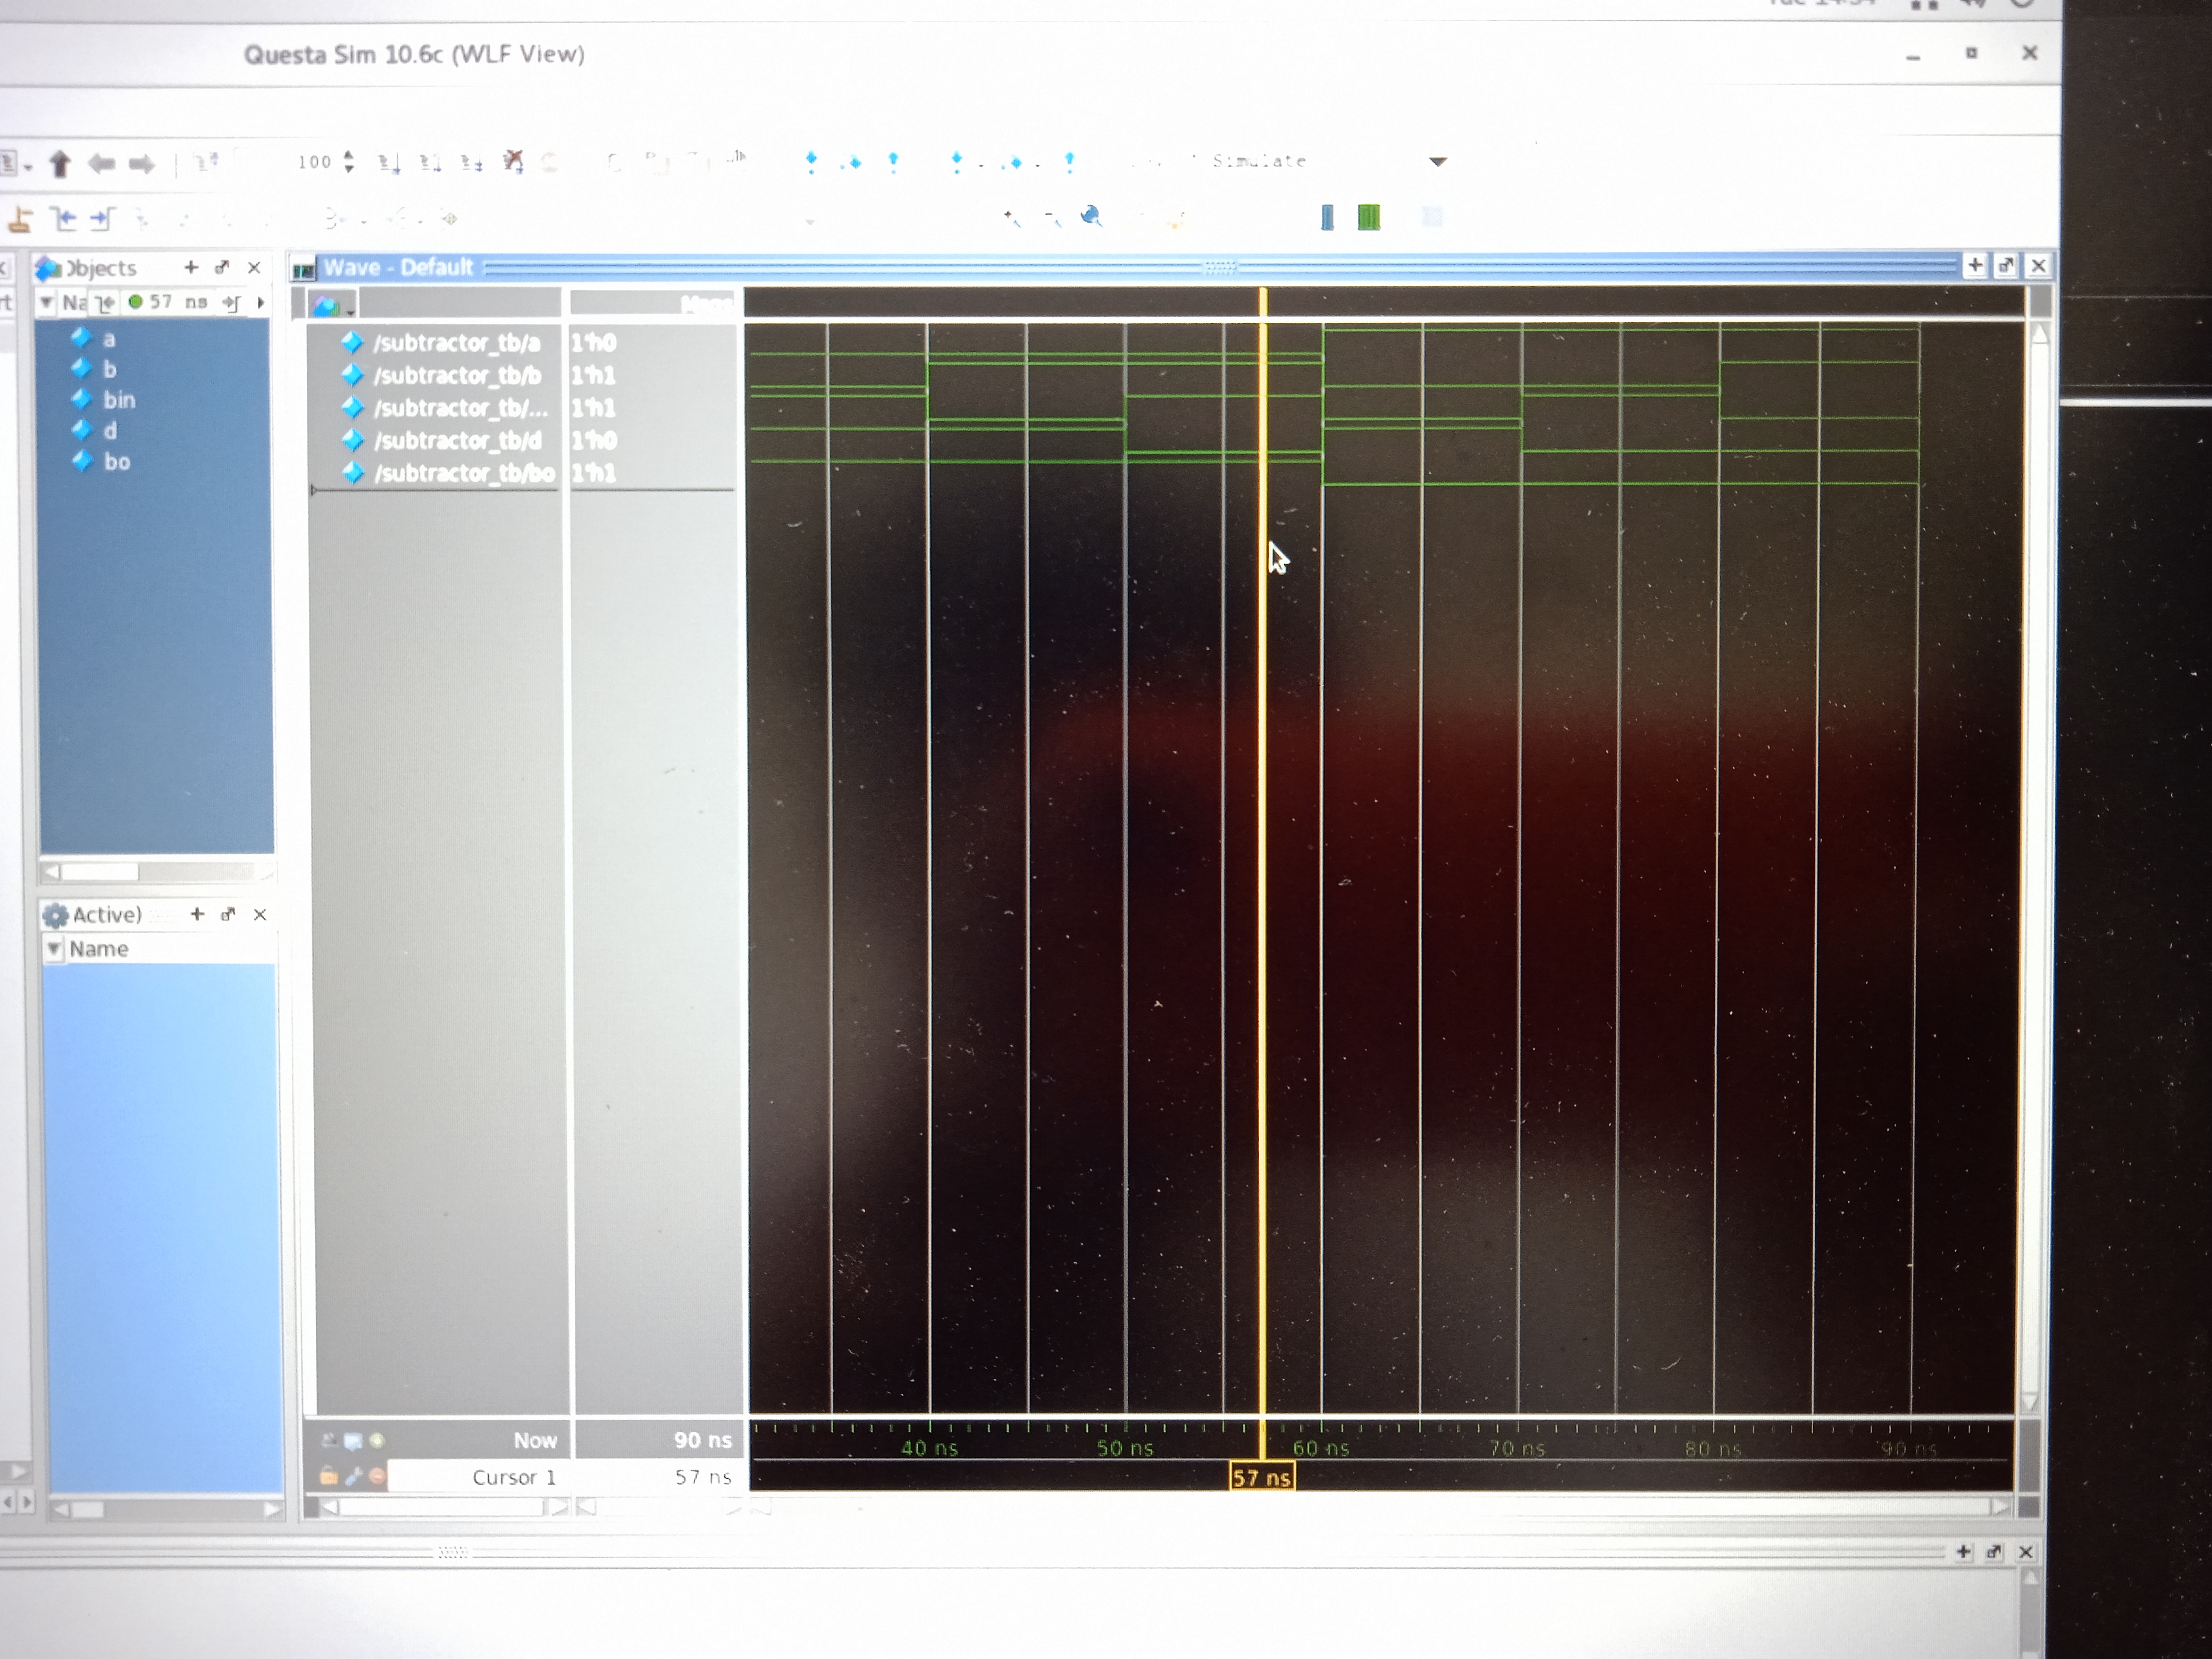 Questa Sim 10.6c (WLF View)
100
Simulate
Objects
Wave - Default
Na
57 ns
a
b
bin
d
bo
/subtractor_tb/a 1'h0
/subtractor_tb/b 1'h1
/subtractor_tb/... 1'h1
/subtractor_tb/d 1'h0
/subtractor_tb/bo 1'h1
Active)
Name
Now 90 ns
40 ns 50 ns 60 ns 70 ns 80 ns 90 ns
Cursor 1 57 ns
57 ns